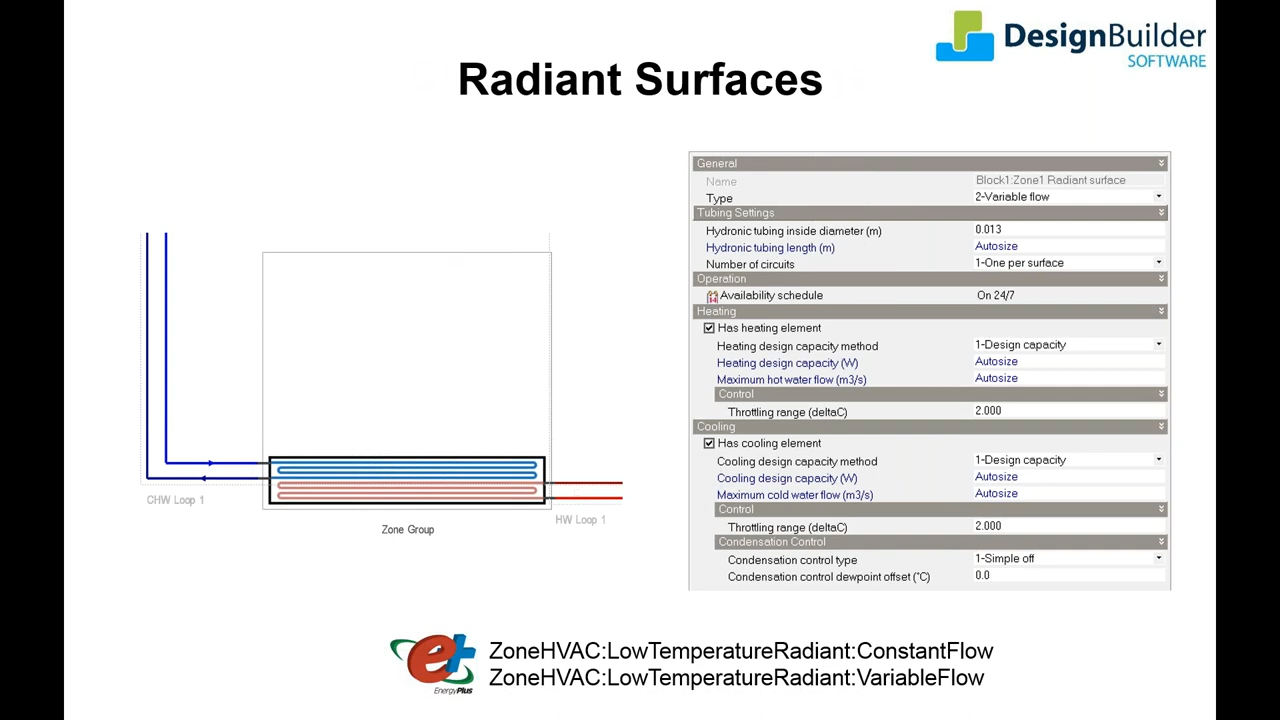 DesignBuilder
SOFTWARE
Radiant Surfaces
CHW Loop 1
Zone Group
HW Loop 1
General
Name Block1:Zone1 Radiant surface
Type 2-Variable flow
Tubing Settings
Hydronic tubing inside diameter (m) 0.013
Hydronic tubing length (m) Autosize
Number of circuits 1-One per surface
Operation
Availability schedule On 24/7
Heating
Has heating element
Heating design capacity method 1-Design capacity
Heating design capacity (W) Autosize
Maximum hot water flow (m3/s) Autosize
Control
Throttling range (deltaC) 2.000
Cooling
Has cooling element
Cooling design capacity method 1-Design capacity
Cooling design capacity (W) Autosize
Maximum cold water flow (m3/s) Autosize
Control
Throttling range (deltaC) 2.000
Condensation Control
Condensation control type 1-Simple off
Condensation control dewpoint offset (°C) 0.0
e+
EnergyPlus
ZoneHVAC:LowTemperatureRadiant:ConstantFlow
ZoneHVAC:LowTemperatureRadiant:VariableFlow